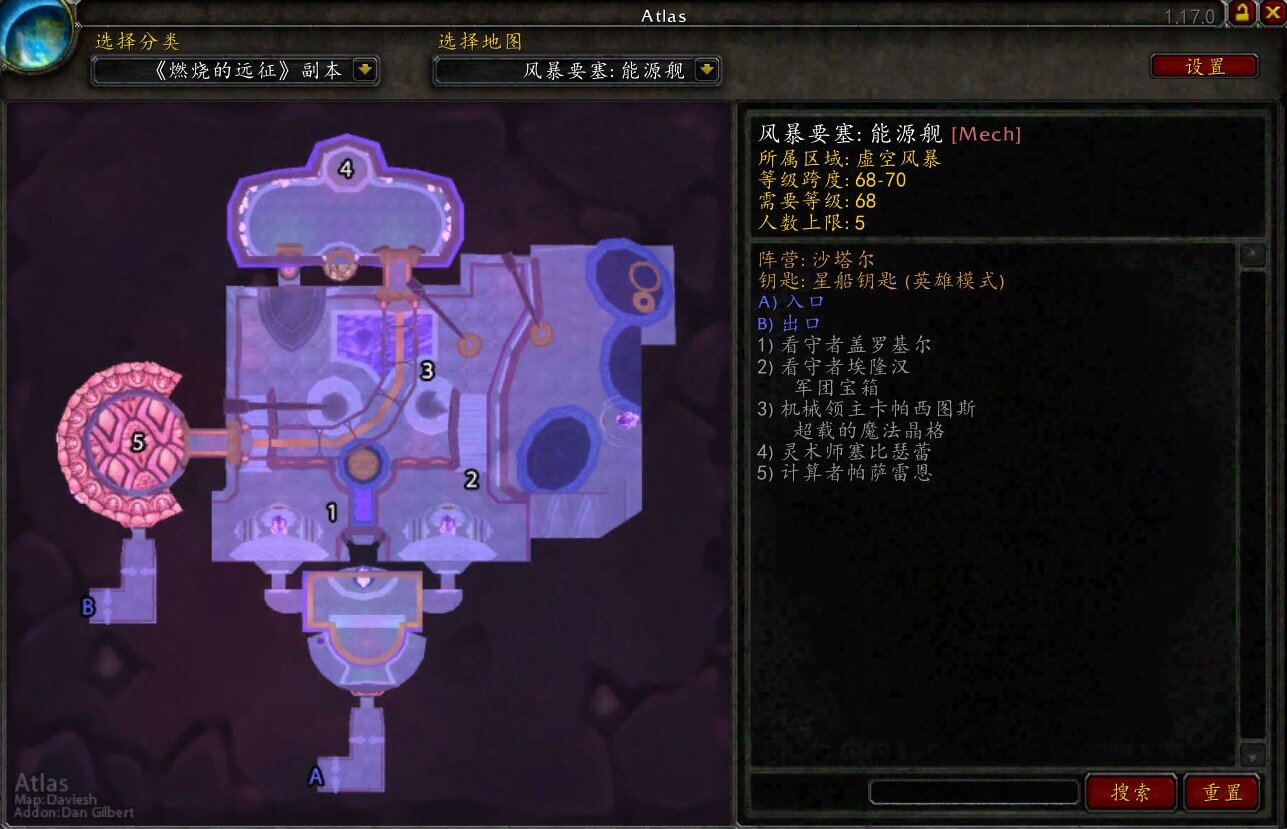 Atlas
1.17.0
选择分类
选择地图
《燃烧的远征》副本
风暴要塞:能源舰
设置
4
3
5
2
1
B
A
Atlas
Map:Daviesh
Addon:Dan Gilbert
风暴要塞:能源舰 [Mech]
所属区域:虚空风暴
等级跨度:68-70
需要等级:68
人数上限:5
阵营:沙塔尔
钥匙:星船钥匙 (英雄模式)
A) 入口
B) 出口
1) 看守者盖罗基尔
2) 看守者埃隆汉
军团宝箱
3) 机械领主卡帕西图斯
超载的魔法晶格
4) 灵术师塞比瑟蕾
5) 计算者帕萨雷恩
搜索
重置